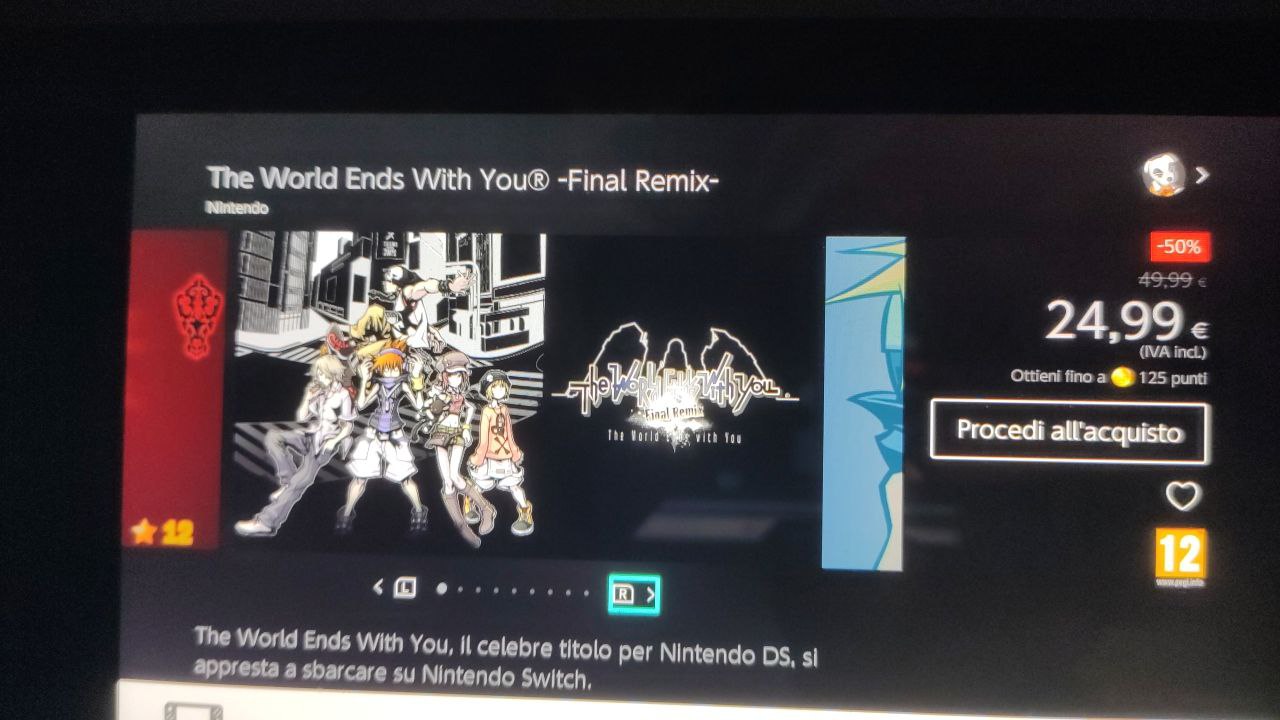 The World Ends With You® -Final Remix-
Nintendo
-50%
49,99 €
24,99 €
(IVA incl.)
Ottieni fino a 125 punti
Procedi all'acquisto
12
The World Ends With You
-Final Remix-
The World Ends with You
12
www.pegi.info
L
R
The World Ends With You, il celebre titolo per Nintendo DS, si
appresta a sbarcare su Nintendo Switch.